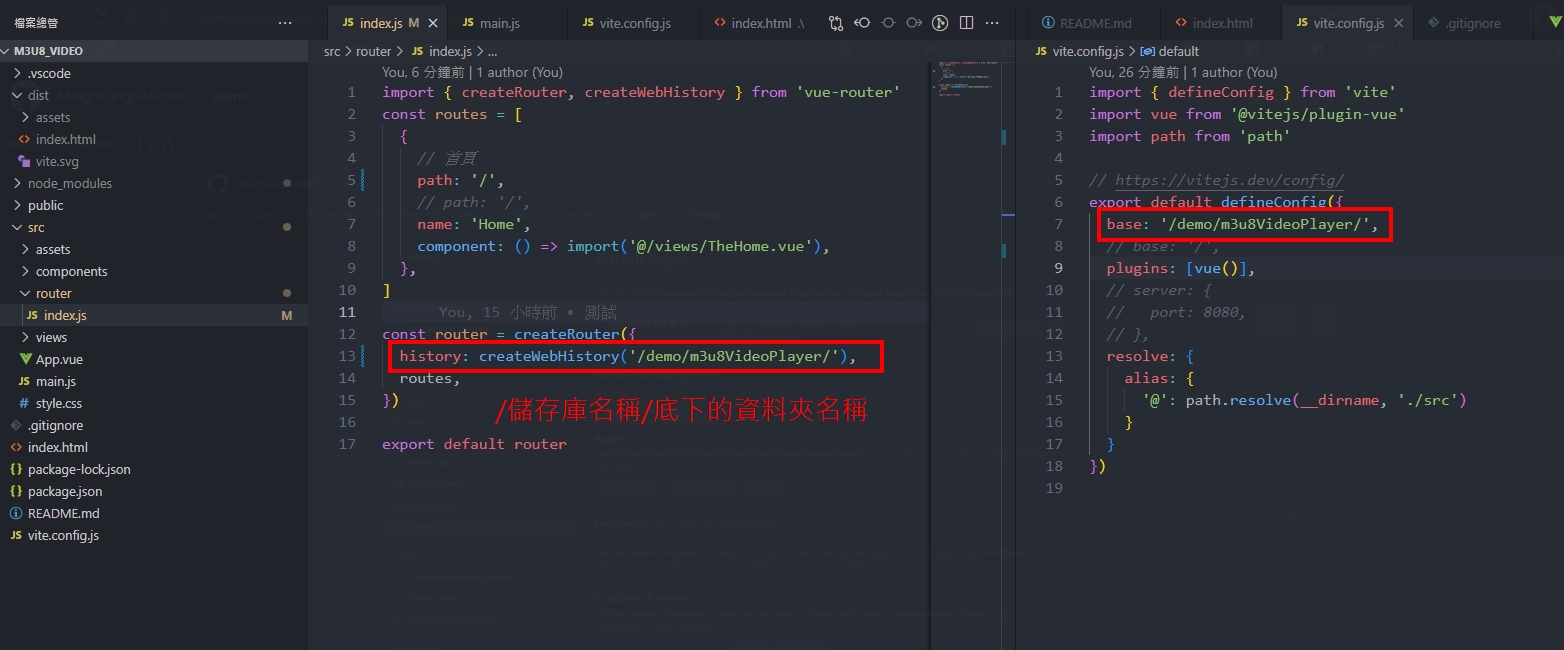 檔案總管
M3U8_VIDEO
.vscode
dist
assets
index.html
vite.svg
node_modules
public
src
assets
components
router
JS index.js M
views
App.vue
JS main.js
# style.css
.gitignore
<> index.html
{} package-lock.json
{} package.json
README.md
JS vite.config.js
JS index.js M
JS main.js
JS vite.config.js
<> index.html .\
src > router > JS index.js > ...
You, 6 分鐘前 | 1 author (You)
1 import { createRouter, createWebHistory } from 'vue-router'
2 const routes = [
3 {
4 // 首頁
5 path: '/',
6 // path: '/',
7 name: 'Home',
8 component: () => import('@/views/TheHome.vue'),
9 },
10 ]
11 You, 15 小時前 • 測試
12 const router = createRouter({
13 history: createWebHistory('/demo/m3u8VideoPlayer/'),
14 routes,
15 })
/儲存庫名稱/底下的資料夾名稱
16
17 export default router
README.md
<> index.html
JS vite.config.js
.gitignore
JS vite.config.js > default
You, 26 分鐘前 | 1 author (You)
1 import { defineConfig } from 'vite'
2 import vue from '@vitejs/plugin-vue'
3 import path from 'path'
4
5 // https://vitejs.dev/config/
6 export default defineConfig({
7 base: '/demo/m3u8VideoPlayer/',
8 // base: '/',
9 plugins: [vue()],
10 // server: {
11 // port: 8080,
12 // },
13 resolve: {
14 alias: {
15 '@': path.resolve(__dirname, './src')
16 }
17 }
18 })
19